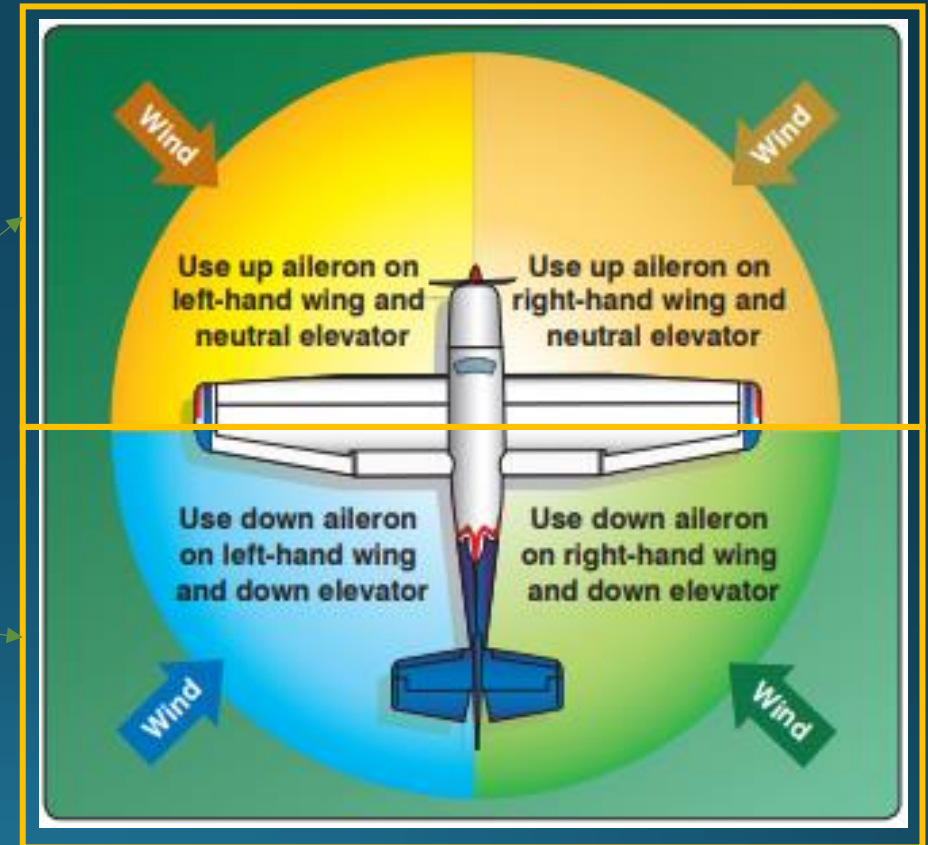 Wind
Wind
Use up aileron on
left-hand wing and
neutral elevator
Use up aileron on
right-hand wing and
neutral elevator
Use down aileron
on left-hand wing
and down elevator
Use down aileron
on right-hand wing
and down elevator
Wind
Wind